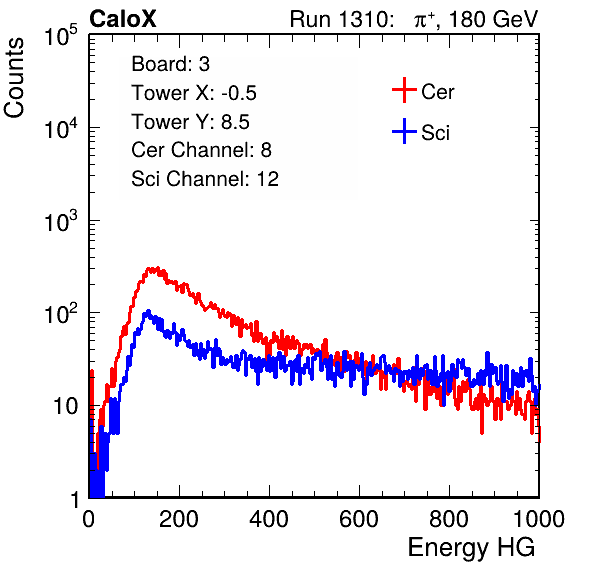 CaloX Run 1310: π⁺, 180 GeV
Counts
10⁵
10⁴
10³
10²
10
1
Board: 3
Tower X: -0.5
Tower Y: 8.5
Cer Channel: 8
Sci Channel: 12
Cer
Sci
0 200 400 600 800 1000
Energy HG